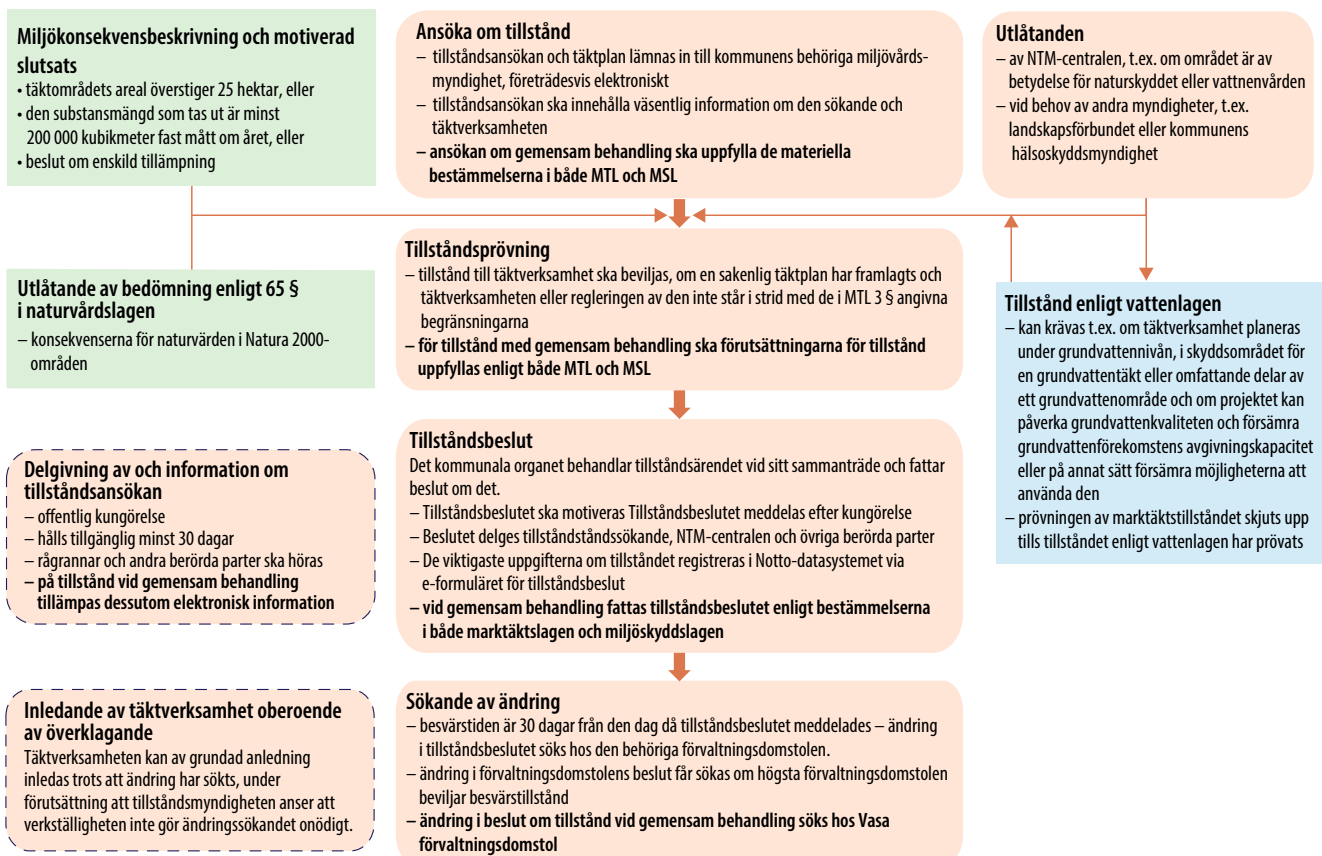 Miljökonsekvensbeskrivning och motiverad
slutsats
• täktområdets areal överstiger 25 hektar, eller
• den substansmängd som tas ut är minst
200 000 kubikmeter fast mått om året, eller
• beslut om enskild tillämpning
Ansöka om tillstånd
– tillståndsansökan och täktplan lämnas in till kommunens behöriga miljövårds-
myndighet, företrädesvis elektroniskt
– tillståndsansökan ska innehålla väsentlig information om den sökande och
täktverksamheten
– ansökan om gemensam behandling ska uppfylla de materiella
bestämmelserna i både MTL och MSL
Utlåtanden
– av NTM-centralen, t.ex. om området är av
betydelse för naturskyddet eller vattnenvården
– vid behov av andra myndigheter, t.ex.
landskapsförbundet eller kommunens
hälsoskyddsmyndighet
Utlåtande av bedömning enligt 65 §
i naturvårdslagen
– konsekvenserna för naturvärden i Natura 2000-
områden
Tillståndsprövning
– tillstånd till täktverksamhet ska beviljas, om en sakenlig täktplan har framlagts och
täktverksamheten eller regleringen av den inte står i strid med de i MTL 3 § angivna
begränsningarna
– för tillstånd med gemensam behandling ska förutsättningarna för tillstånd
uppfyllas enligt både MTL och MSL
Tillstånd enligt vattenlagen
– kan krävas t.ex. om täktverksamhet planeras
under grundvattennivån, i skyddsområdet för
en grundvattentäkt eller omfattande delar av
ett grundvattenområde och om projektet kan
påverka grundvattenkvaliteten och försämra
grundvattenförekomstens avgivningskapacitet
eller på annat sätt försämra möjligheterna att
använda den
– prövningen av marktäktstillståndet skjuts upp
tills tillståndet enligt vattenlagen har prövats
Delgivning av och information om
tillståndsansökan
– offentlig kungörelse
– hålls tillgänglig minst 30 dagar
– rågrannar och andra berörda parter ska höras
– på tillstånd vid gemensam behandling
tillämpas dessutom elektronisk information
Tillståndsbeslut
Det kommunala organet behandlar tillståndsärendet vid sitt sammanträde och fattar
beslut om det.
– Tillståndsbeslutet ska motiveras Tillståndsbeslutet meddelas efter kungörelse
– Beslutet delges tillståndståndssökande, NTM-centralen och övriga berörda parter
– De viktigaste uppgifterna om tillståndet registreras i Notto-datasystemet via
e-formuläret för tillståndsbeslut
– vid gemensam behandling fattas tillståndsbeslutet enligt bestämmelserna
i både marktäktslagen och miljöskyddslagen
Inledande av täktverksamhet oberoende
av överklagande
Täktverksamheten kan av grundad anledning
inledas trots att ändring har sökts, under
förutsättning att tillståndsmyndigheten anser att
verkställigheten inte gör ändringssökandet onödigt.
Sökande av ändring
– besvärstiden är 30 dagar från den dag då tillståndsbeslutet meddelades – ändring
i tillståndsbeslutet söks hos den behöriga förvaltningsdomstolen.
– ändring i förvaltningsdomstolens beslut får sökas om högsta förvaltningsdomstolen
beviljar besvärstillstånd
– ändring i beslut om tillstånd vid gemensam behandling söks hos Vasa
förvaltningsdomstol